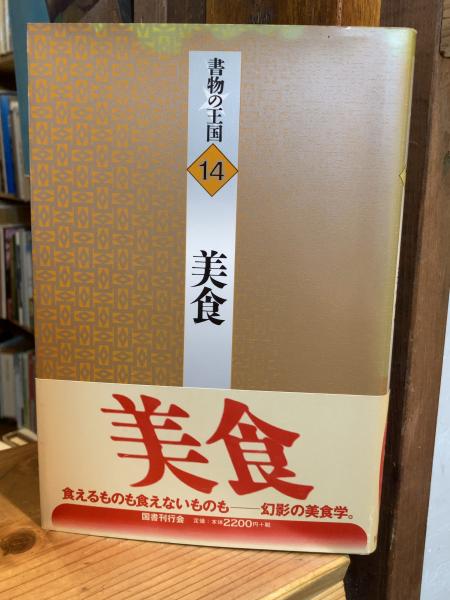 書物の王国
14
美食
美食
食えるものも食えないものも──幻影の美食学。
国書刊行会 定価：本体2200円+税